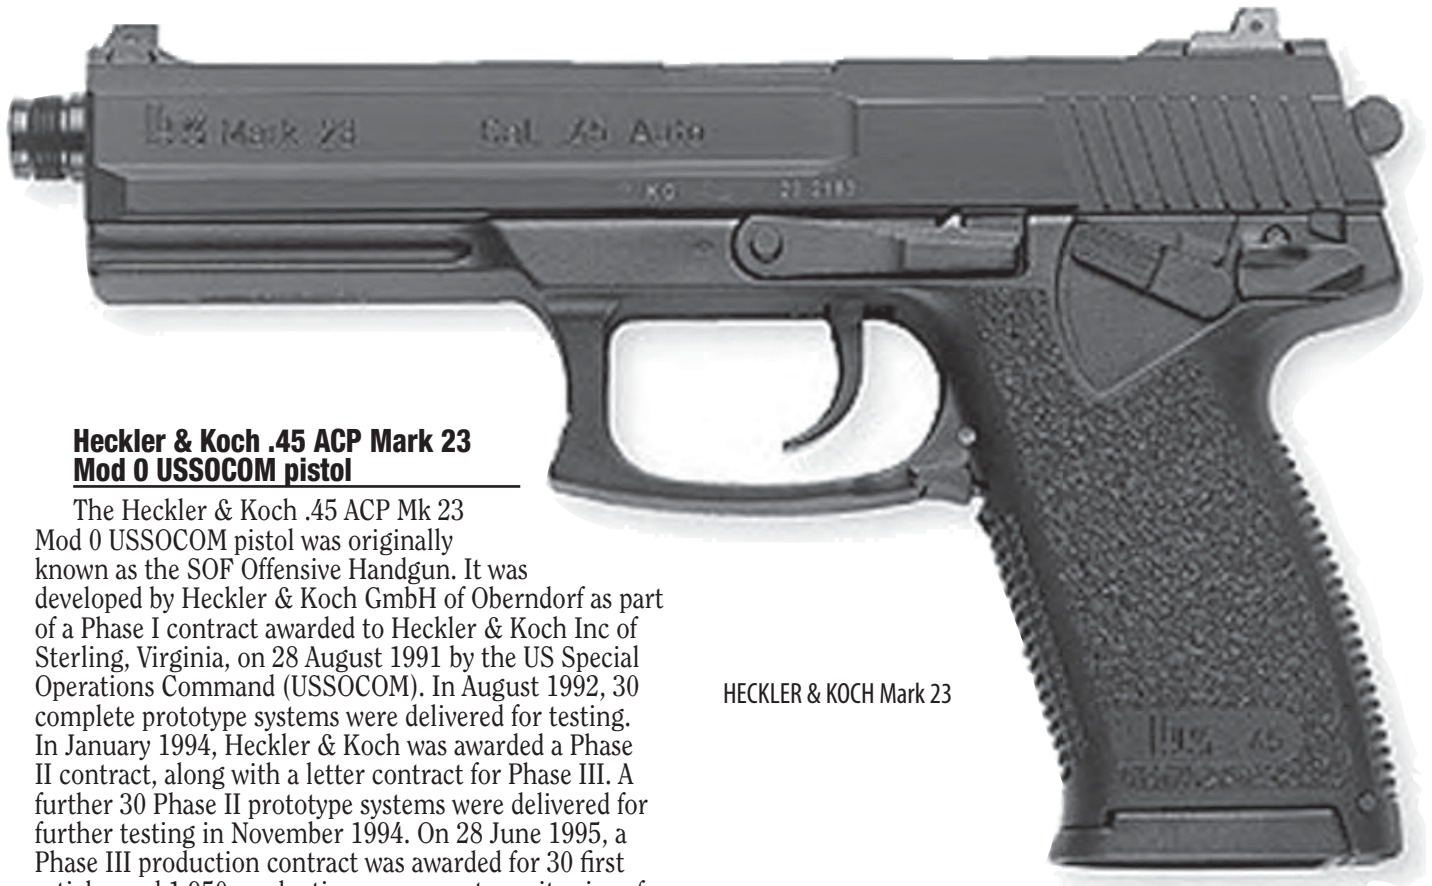 Mark 23 Cal. .45 Auto
KG
Heckler & Koch .45 ACP Mark 23
Mod 0 USSOCOM pistol
The Heckler & Koch .45 ACP Mk 23
Mod 0 USSOCOM pistol was originally
known as the SOF Offensive Handgun. It was
developed by Heckler & Koch GmbH of Oberndorf as part
of a Phase I contract awarded to Heckler & Koch Inc of
Sterling, Virginia, on 28 August 1991 by the US Special
Operations Command (USSOCOM). In August 1992, 30
complete prototype systems were delivered for testing.
In January 1994, Heckler & Koch was awarded a Phase
II contract, along with a letter contract for Phase III. A
further 30 Phase II prototype systems were delivered for
further testing in November 1994. On 28 June 1995, a
Phase III production contract was awarded for 30 first
HECKLER & KOCH Mark 23
45